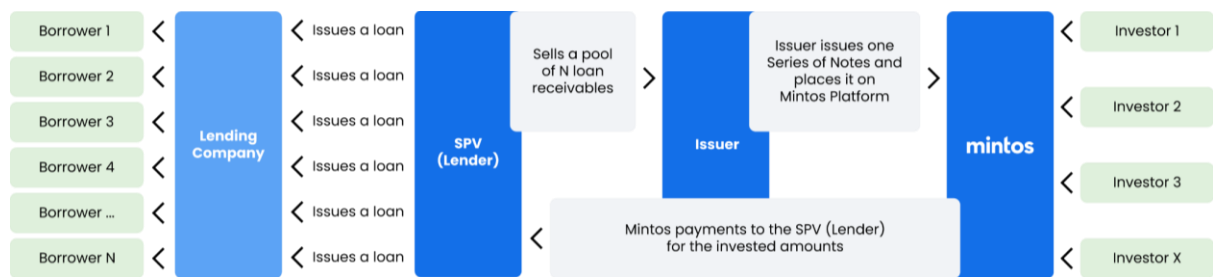 Borrower 1
Borrower 2
Borrower 3
Borrower 4
Borrower ...
Borrower N
Lending
Company
Issues a loan
Issues a loan
Issues a loan
Issues a loan
Issues a loan
Issues a loan
SPV
(Lender)
Sells a pool
of N loan
receivables
Issuer
Issuer issues one
Series of Notes and
places it on
Mintos Platform
Mintos payments to the SPV (Lender)
for the invested amounts
mintos
Investor 1
Investor 2
Investor 3
Investor X